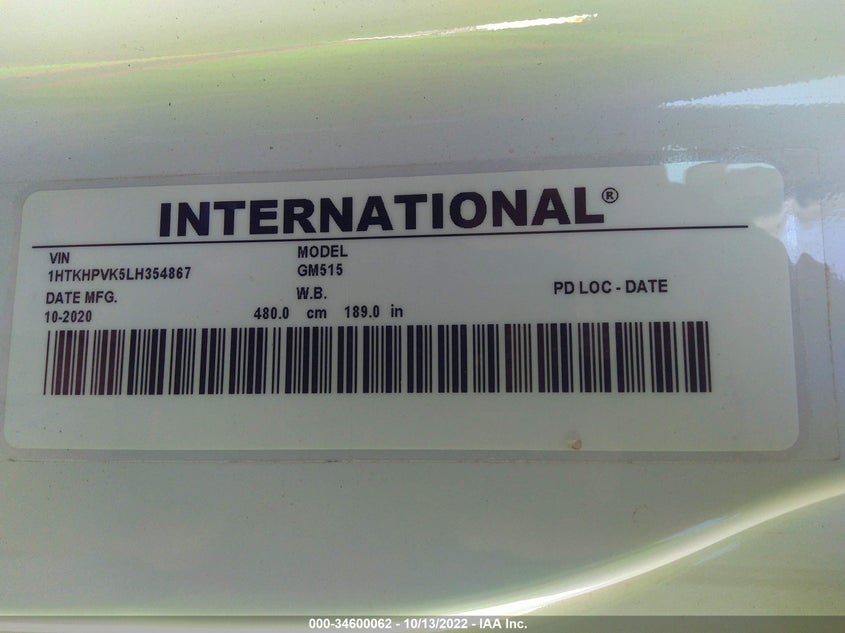 INTERNATIONAL®
VIN
1HTKHPVK5LH354867
MODEL
GM515
DATE MFG.
10-2020
W.B.
480.0 cm 189.0 in
PD LOC - DATE
000-34600062 - 10/13/2022 - IAA Inc.